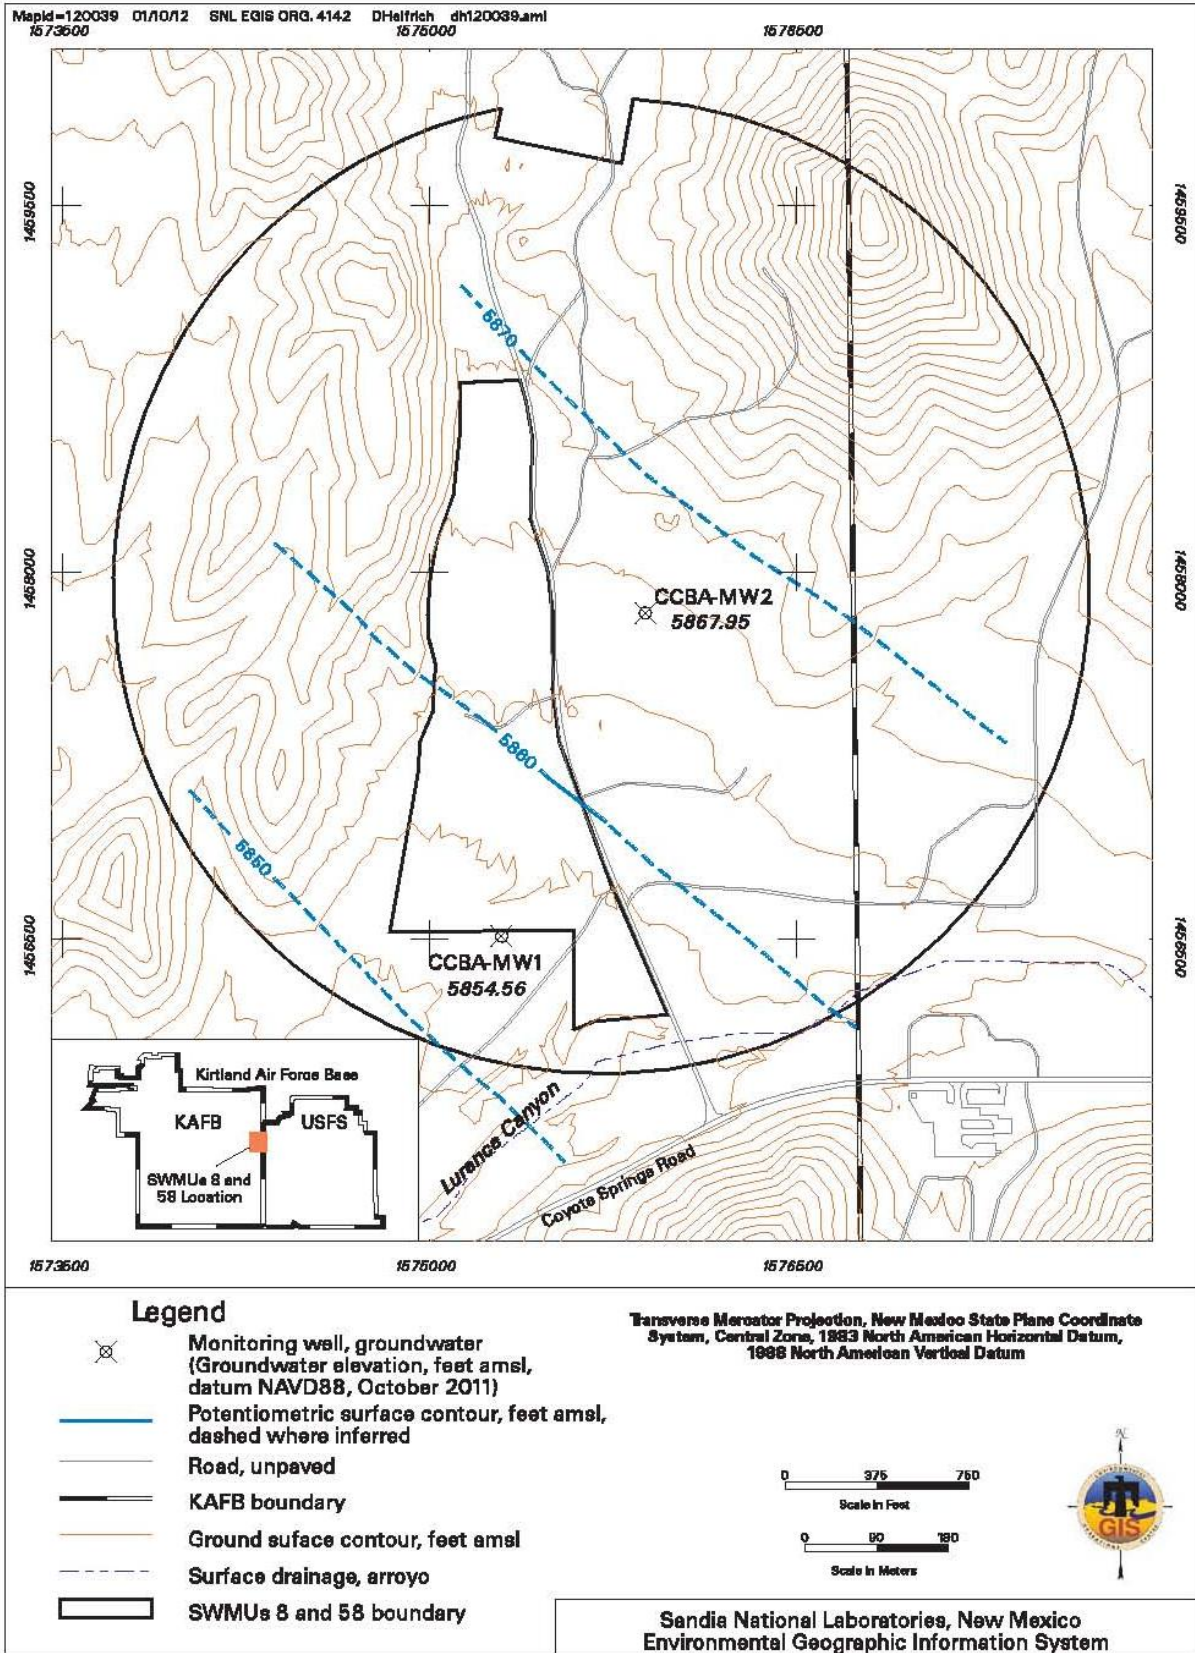 MapId=120039 01/10/12 SNL EGIS ORG. 4142 DHelfrich dh120039.aml
1573500 1575000 1576500
1459500 1459500
5870
1458000 1458000
CCBA-MW2
5867.95
5860
5850
1456500 1456500
CCBA-MW1
5854.56
Kirtland Air Force Base
KAFB USFS
SWMUs 8 and
58 Location
Lurance Canyon
Coyote Springs Road
1573500 1575000 1576500
Legend
Monitoring well, groundwater
(Groundwater elevation, feet amsl,
datum NAVD88, October 2011)
Potentiometric surface contour, feet amsl,
dashed where inferred
Road, unpaved
KAFB boundary
Ground suface contour, feet amsl
Surface drainage, arroyo
SWMUs 8 and 58 boundary
Transverse Mercator Projection, New Mexico State Plane Coordinate
System, Central Zone, 1983 North American Horizontal Datum,
1988 North American Vertical Datum
0 375 750
Scale in Feet
0 90 180
Scale in Meters
N
GIS
Sandia National Laboratories, New Mexico
Environmental Geographic Information System